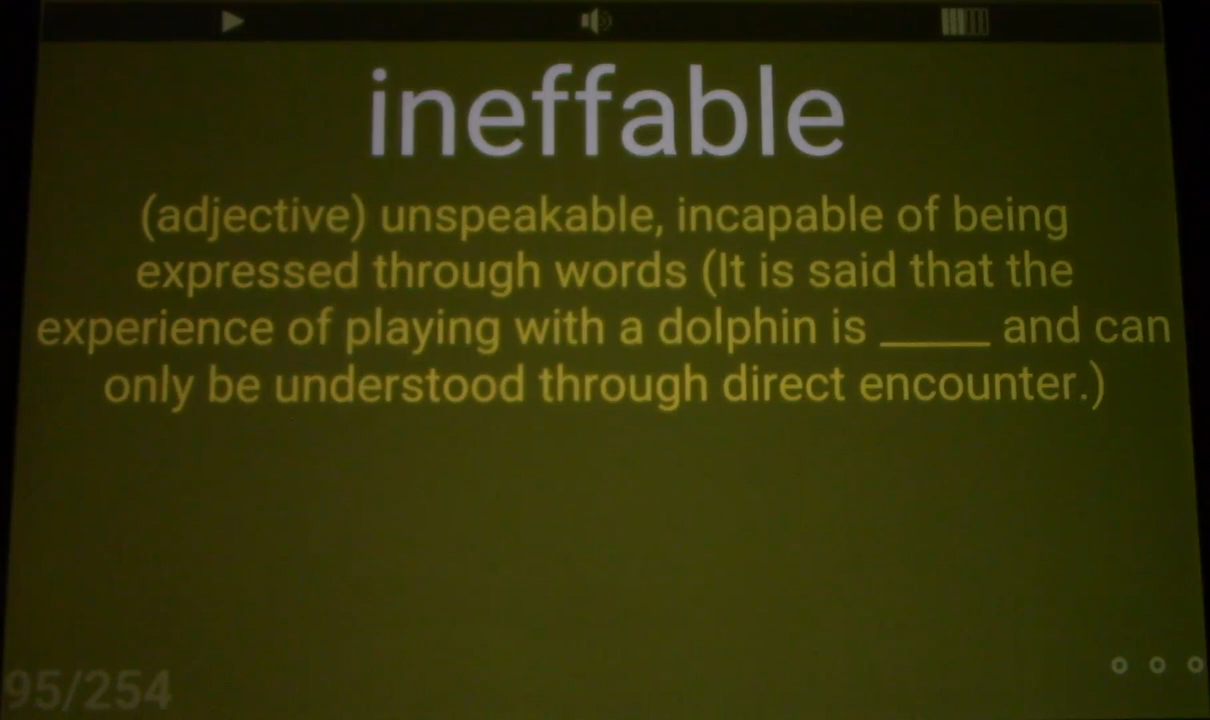 ineffable
(adjective) unspeakable, incapable of being
expressed through words (It is said that the
experience of playing with a dolphin is _____ and can
only be understood through direct encounter.)
95/254